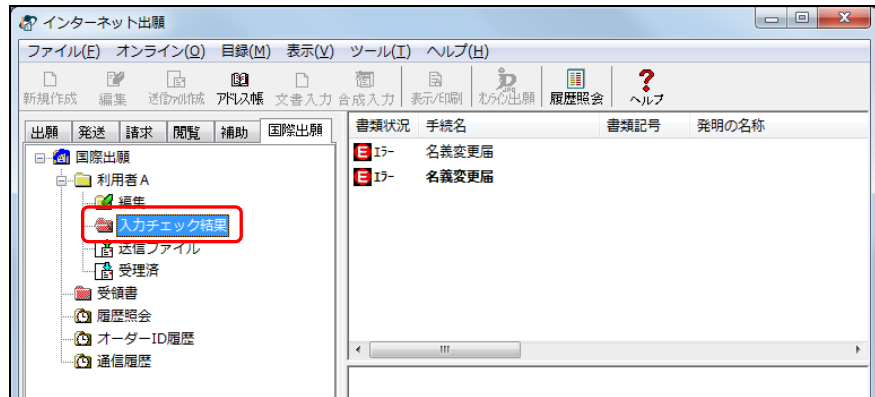 インターネット出願
ファイル(F) オンライン(O) 目録(M) 表示(V) ツール(T) ヘルプ(H)
新規作成 編集 送信ファイル作成 アドレス帳 文書入力 合成入力 表示/印刷 オンライン出願 履歴照会 ヘルプ
出願 発送 請求 閲覧 補助 国際出願
書類状況 手続名 書類記号 発明の名称
国際出願
利用者A
編集
入力チェック結果
送信ファイル
受理済
受領書
履歴照会
オーダーID履歴
通信履歴
E エラー 名義変更届
E エラー 名義変更届